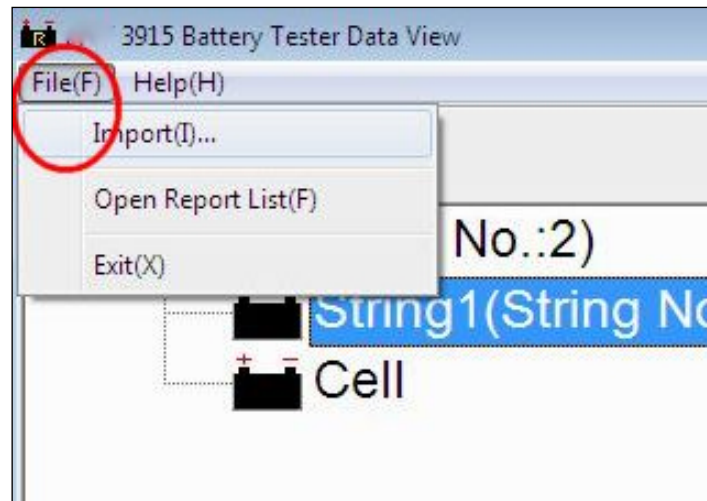 3915 Battery Tester Data View
File(F) Help(H)
Import(I)...
Open Report List(F)
Exit(X)
No.:2)
String1(String No
Cell